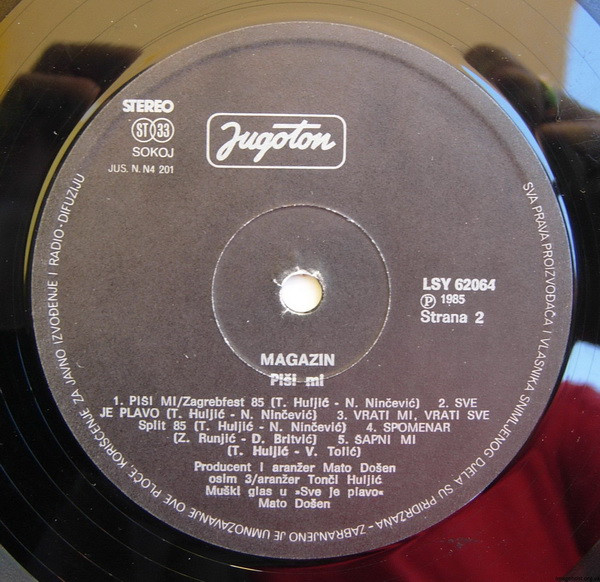 STEREO
ST 33
SOKOJ
JUS. N. N4 201
Jugoton
LSY 62064
Ⓟ 1985
Strana 2
MAGAZIN
Piši mi
1. PIŠI MI/Zagrebfest 85 (T. Huljić - N. Ninčević) 2. SVE
JE PLAVO (T. Huljić - N. Ninčević) 3. VRATI MI, VRATI SVE
Split 85 (T. Huljić - N. Ninčević) 4. SPOMENAR
(Z. Runjić - D. Britvić) 5. ŠAPNI MI
(T. Huljić - V. Tolić)
Producent i aranžer Mato Došen
osim 3/aranžer Tonči Huljić
Muški glas u »Sve je plavo«
Mato Došen
SVA PRAVA PROIZVOĐAČA I VLASNIKA SNIMLJENOG DJELA SU PRIDRŽANA - ZABRANJENO JE UMNOŽAVANJE OVE PLOČE, KORIŠĆENJE ZA JAVNO IZVOĐENJE I RADIO-DIFUZIJU